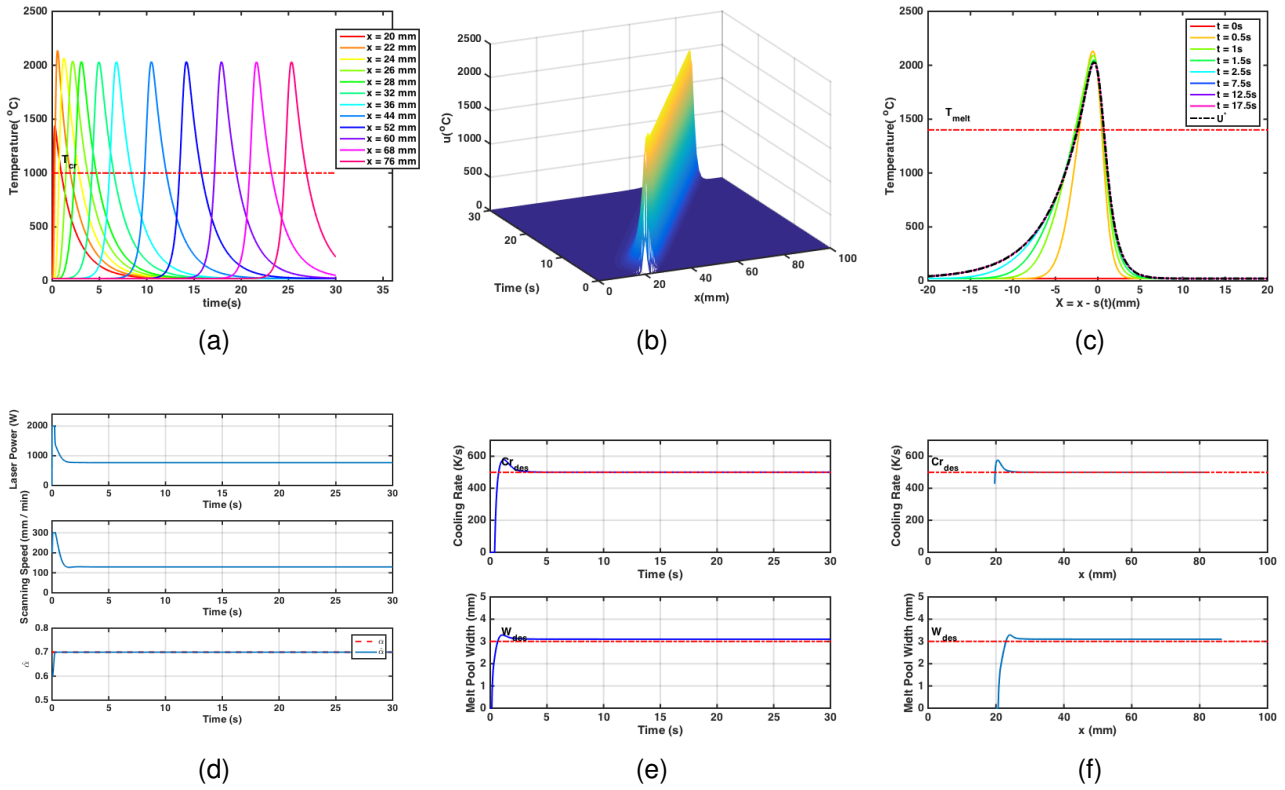 2500
2000
1500
1000
500
0
Temperature( °C)
T_cr
0 5 10 15 20 25 30 35
time(s)
x = 20 mm
x = 22 mm
x = 24 mm
x = 26 mm
x = 28 mm
x = 32 mm
x = 36 mm
x = 44 mm
x = 52 mm
x = 60 mm
x = 68 mm
x = 76 mm
(a)
2500
2000
1500
1000
500
0
u(°C)
30
20
10
0
Time (s)
0 20 40 60 80 100
x(mm)
(b)
2500
2000
1500
1000
500
0
Temperature( °C)
T_melt
-20 -15 -10 -5 0 5 10 15 20
X = x - s(t)(mm)
t = 0s
t = 0.5s
t = 1s
t = 1.5s
t = 2.5s
t = 7.5s
t = 12.5s
t = 17.5s
U*
(c)
Laser Power (W)
2000
1000
0
0 5 10 15 20 25 30
Time (s)
Scanning Speed (mm / min)
300
200
100
0
0 5 10 15 20 25 30
Time (s)
α̂
0.8
0.7
0.6
0.5
α
α̂
0 5 10 15 20 25 30
Time (s)
(d)
Cooling Rate (K/s)
600
400
200
0
Cr_des
0 5 10 15 20 25 30
Time (s)
Melt Pool Width (mm)
5
4
3
2
1
0
W_des
0 5 10 15 20 25 30
Time (s)
(e)
Cooling Rate (K/s)
600
400
200
0
Cr_des
0 20 40 60 80 100
x (mm)
Melt Pool Width (mm)
5
4
3
2
1
0
W_des
0 20 40 60 80 100
x (mm)
(f)